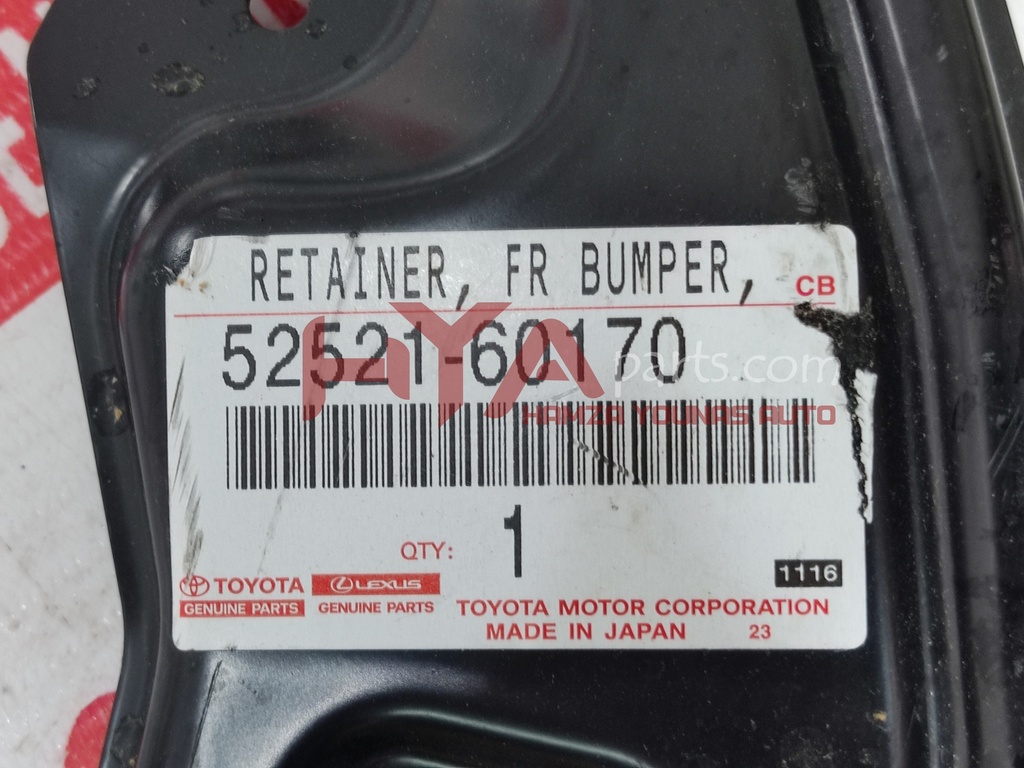 RETAINER, FR BUMPER,
CB
52521-60170
HYA parts.com
HAMZA YOUNAS AUTO
QTY: 1
1116
TOYOTA
GENUINE PARTS
LEXUS
GENUINE PARTS
TOYOTA MOTOR CORPORATION
MADE IN JAPAN 23